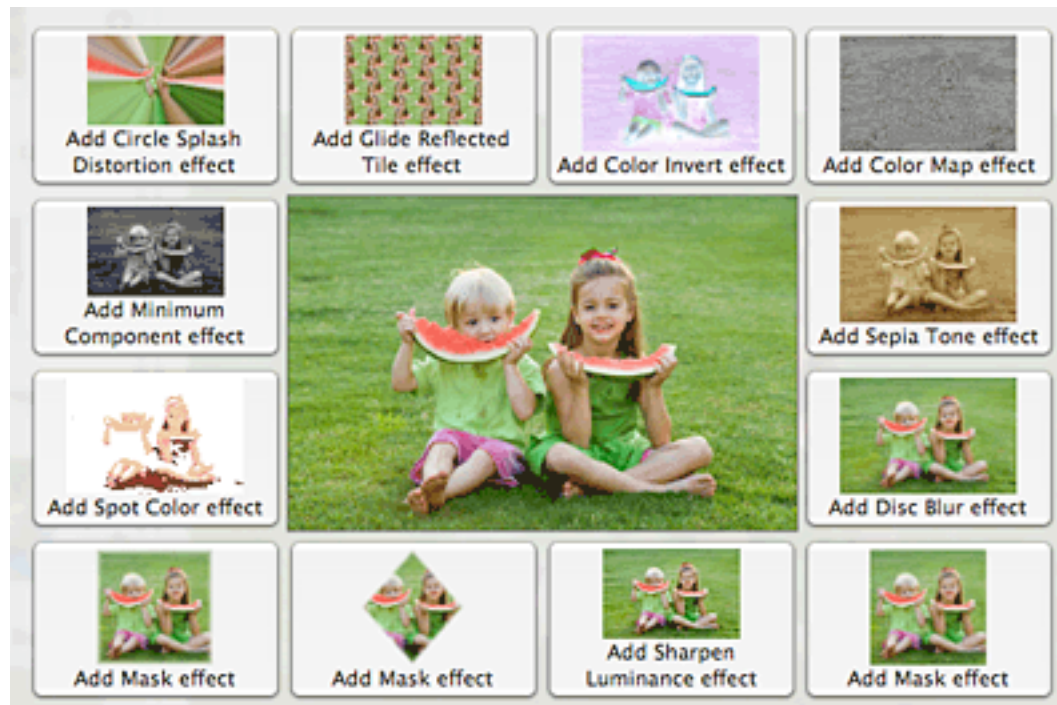 Add Circle Splash
Distortion effect
Add Glide Reflected
Tile effect
Add Color Invert effect
Add Color Map effect
Add Minimum
Component effect
Add Sepia Tone effect
Add Spot Color effect
Add Disc Blur effect
Add Mask effect
Add Mask effect
Add Sharpen
Luminance effect
Add Mask effect